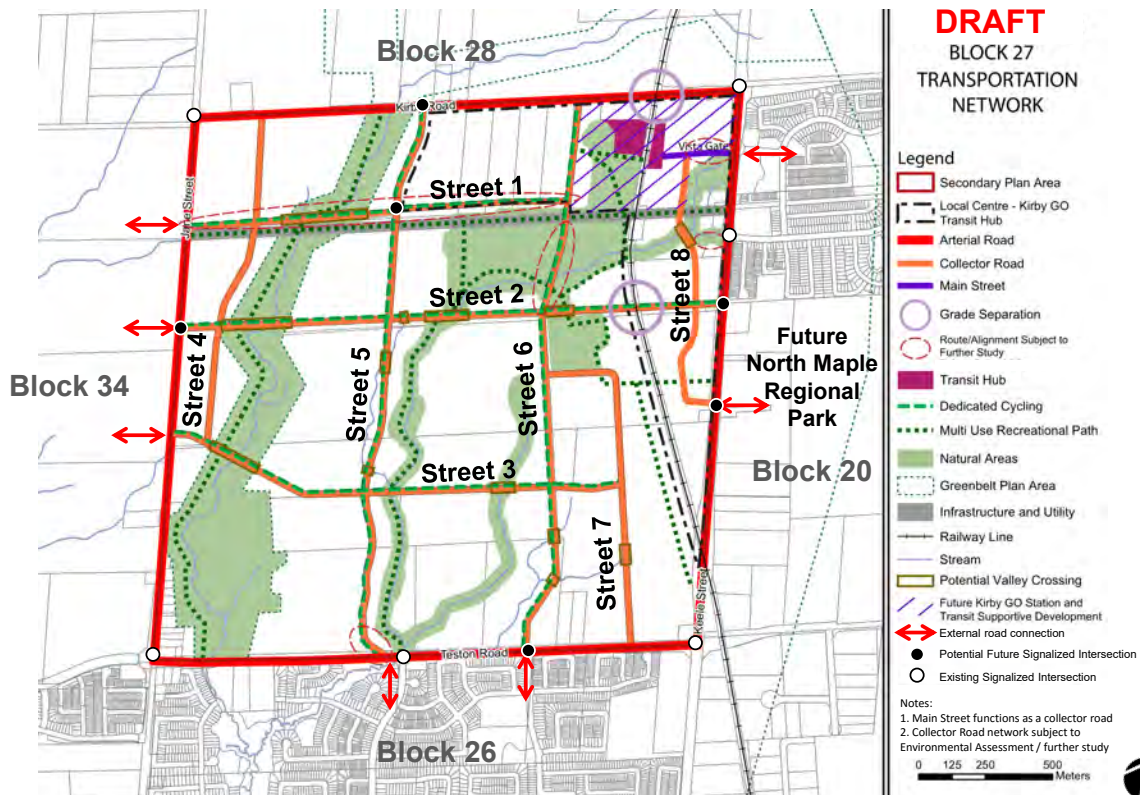 DRAFT
BLOCK 27
TRANSPORTATION
NETWORK
Block 28
Kirby Road
Vista Gate
Street 1
Jane Street
Street 2
Street 8
Street 4
Street 5
Street 6
Future
North Maple
Regional
Park
Block 34
Street 3
Block 20
Street 7
Keele Street
Teston Road
Block 26
Legend
Secondary Plan Area
Local Centre - Kirby GO
Transit Hub
Arterial Road
Collector Road
Main Street
Grade Separation
Route/Alignment Subject to
Further Study
Transit Hub
Dedicated Cycling
Multi Use Recreational Path
Natural Areas
Greenbelt Plan Area
Infrastructure and Utility
Railway Line
Stream
Potential Valley Crossing
Future Kirby GO Station and
Transit Supportive Development
External road connection
Potential Future Signalized Intersection
Existing Signalized Intersection
Notes:
1. Main Street functions as a collector road
2. Collector Road network subject to
Environmental Assessment / further study
0 125 250 500
Meters